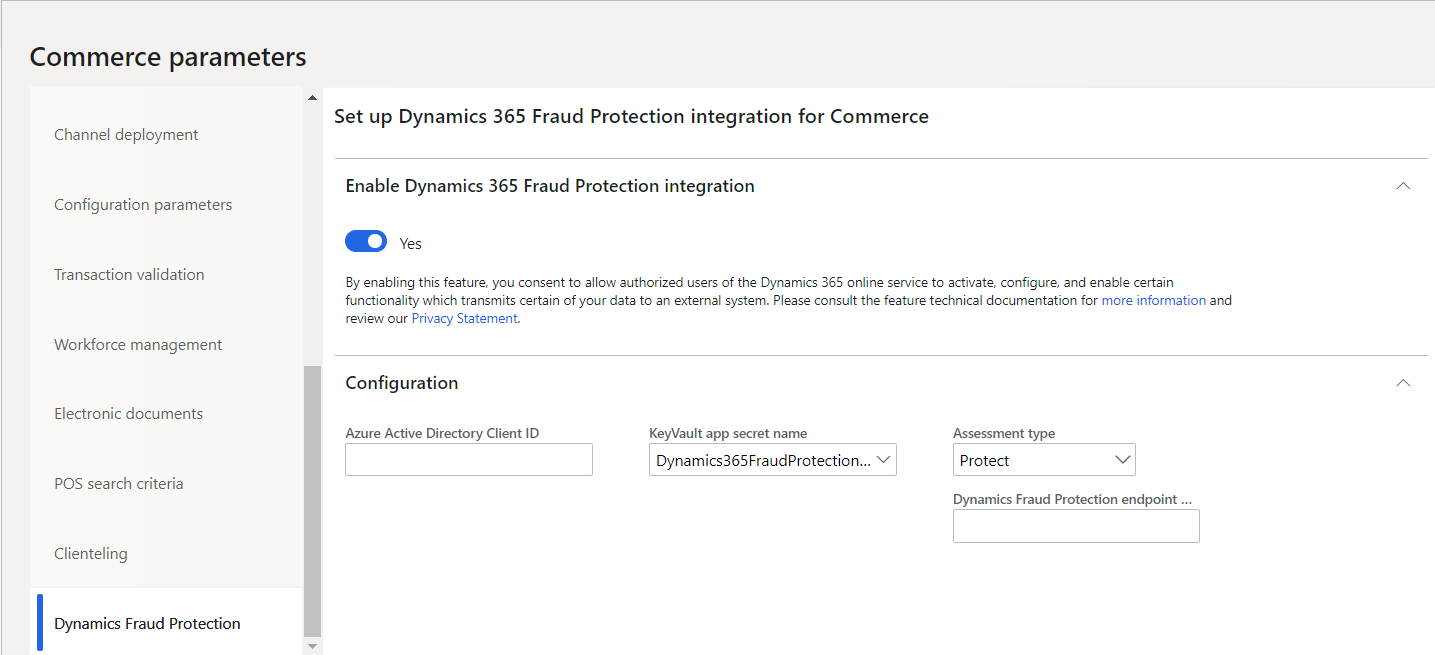 Commerce parameters
Channel deployment
Configuration parameters
Transaction validation
Workforce management
Electronic documents
POS search criteria
Clienteling
Dynamics Fraud Protection
Set up Dynamics 365 Fraud Protection integration for Commerce
Enable Dynamics 365 Fraud Protection integration
Yes
By enabling this feature, you consent to allow authorized users of the Dynamics 365 online service to activate, configure, and enable certain
functionality which transmits certain of your data to an external system. Please consult the feature technical documentation for more information and
review our Privacy Statement.
Configuration
Azure Active Directory Client ID
KeyVault app secret name
Dynamics365FraudProtection...
Assessment type
Protect
Dynamics Fraud Protection endpoint ...